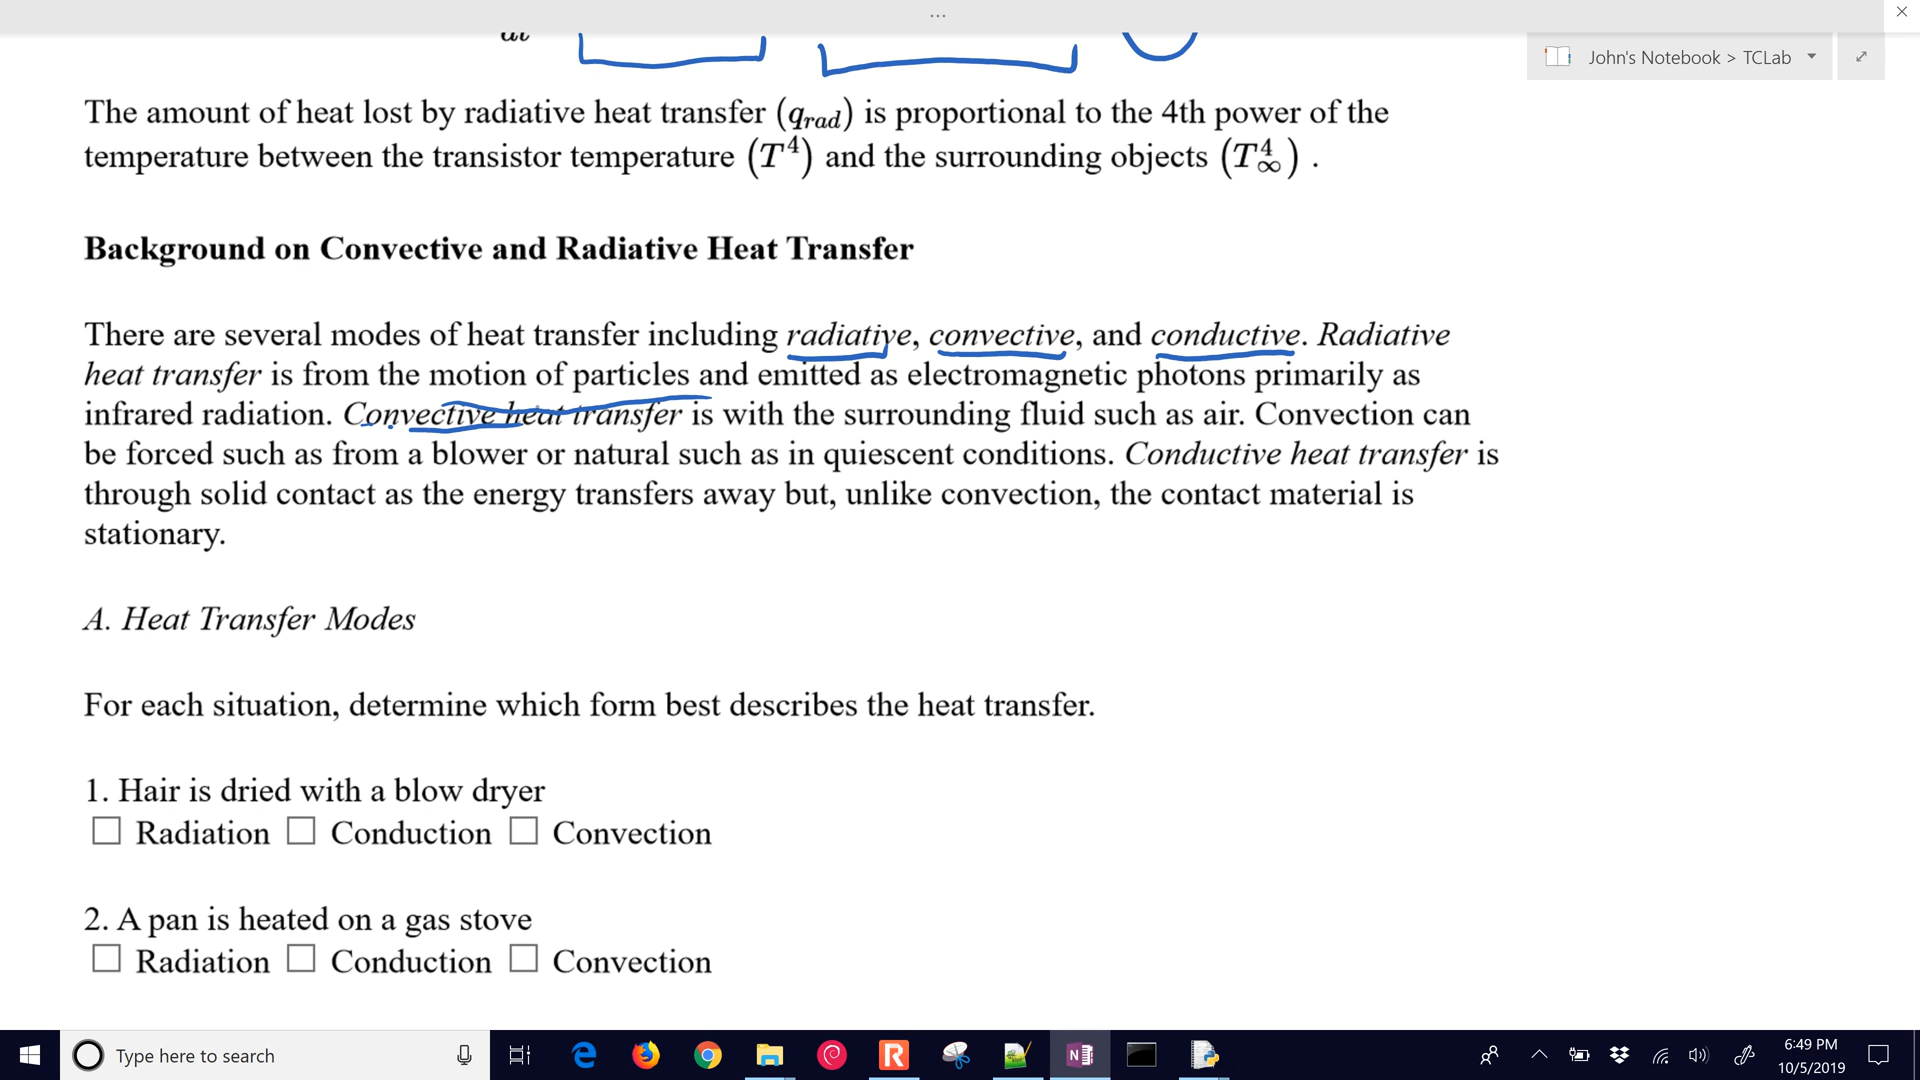 ...
John's Notebook > TCLab
The amount of heat lost by radiative heat transfer (q_rad) is proportional to the 4th power of the
temperature between the transistor temperature (T⁴) and the surrounding objects (T∞⁴) .
Background on Convective and Radiative Heat Transfer
There are several modes of heat transfer including radiative, convective, and conductive. Radiative
heat transfer is from the motion of particles and emitted as electromagnetic photons primarily as
infrared radiation. Convective heat transfer is with the surrounding fluid such as air. Convection can
be forced such as from a blower or natural such as in quiescent conditions. Conductive heat transfer is
through solid contact as the energy transfers away but, unlike convection, the contact material is
stationary.
A. Heat Transfer Modes
For each situation, determine which form best describes the heat transfer.
1. Hair is dried with a blow dryer
☐ Radiation ☐ Conduction ☐ Convection
2. A pan is heated on a gas stove
☐ Radiation ☐ Conduction ☐ Convection
Type here to search
6:49 PM
10/5/2019